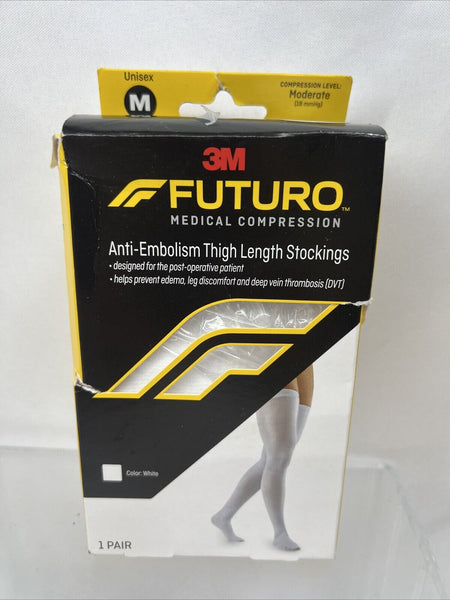 Unisex
M
COMPRESSION LEVEL:
Moderate
(18 mmHg)
3M
FUTURO™
MEDICAL COMPRESSION
Anti-Embolism Thigh Length Stockings
• designed for the post-operative patient
• helps prevent edema, leg discomfort and deep vein thrombosis (DVT)
Color: White
1 PAIR